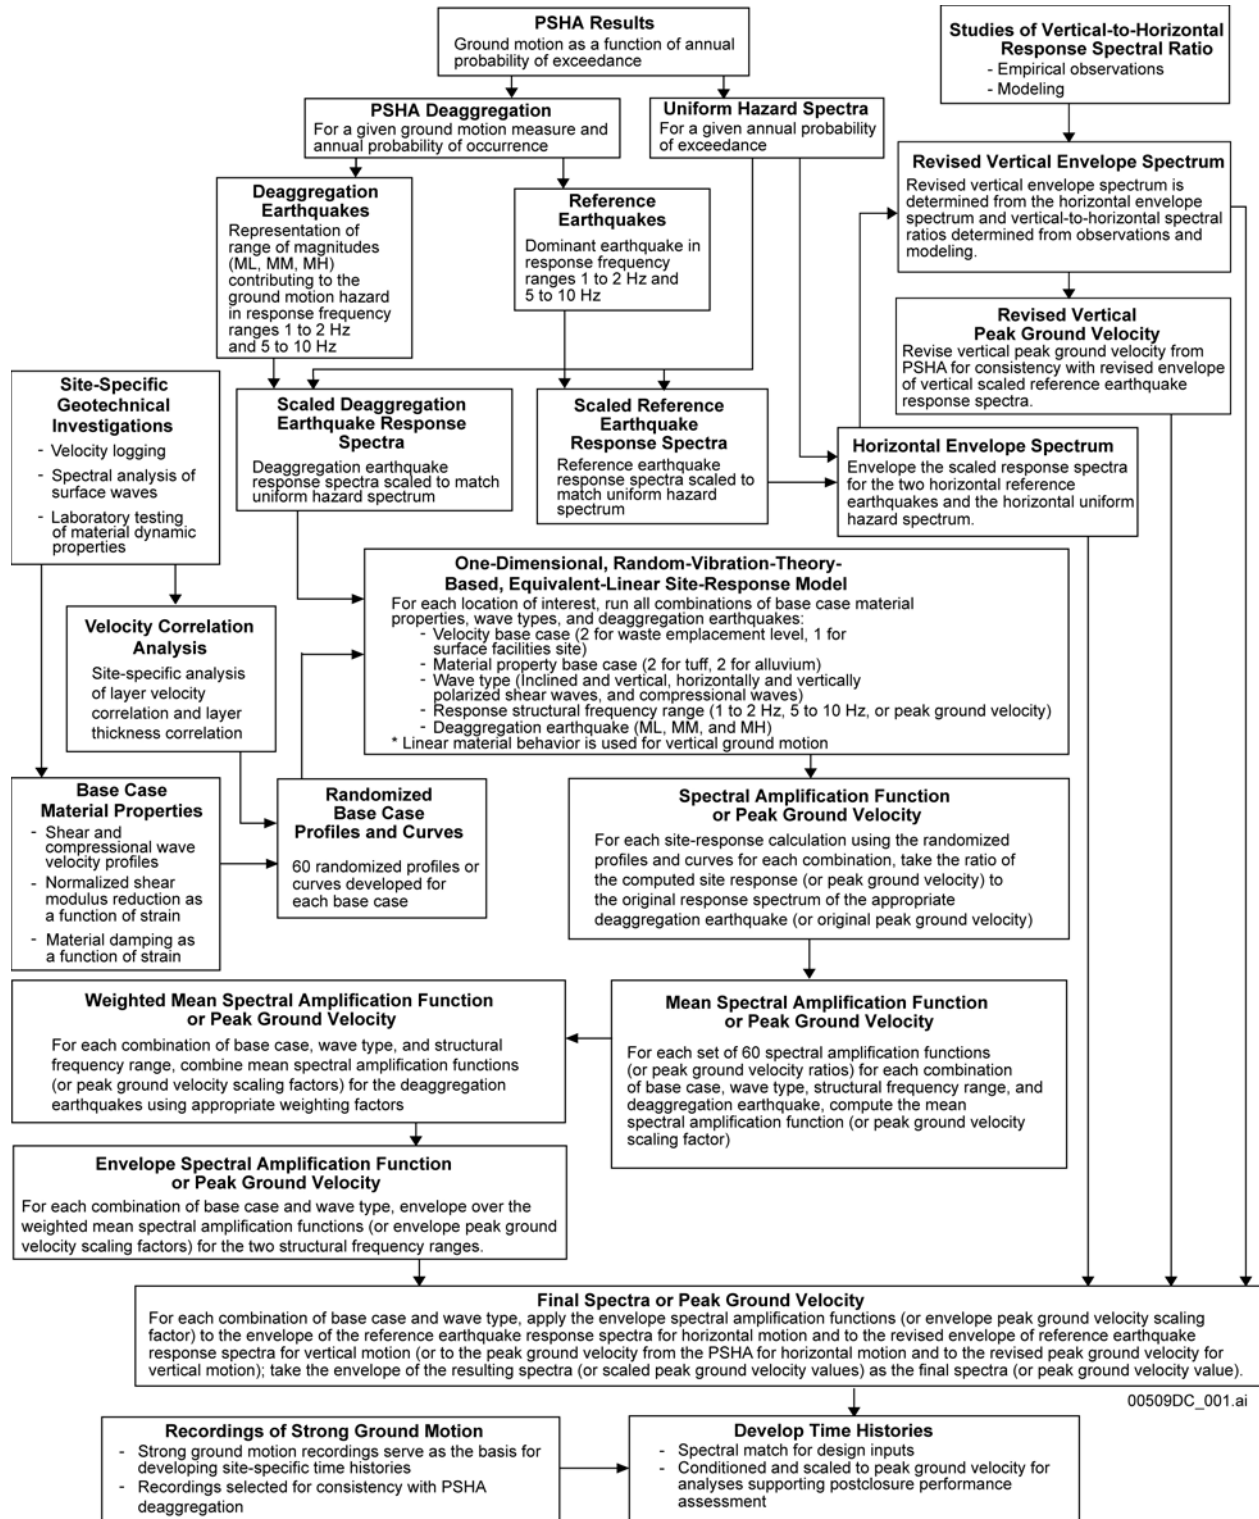 PSHA Results
Ground motion as a function of annual
probability of exceedance
Studies of Vertical-to-Horizontal
Response Spectral Ratio
- Empirical observations
- Modeling
PSHA Deaggregation
For a given ground motion measure and
annual probability of occurrence
Uniform Hazard Spectra
For a given annual probability
of exceedance
Revised Vertical Envelope Spectrum
Revised vertical envelope spectrum is
determined from the horizontal envelope
spectrum and vertical-to-horizontal spectral
ratios determined from observations and
modeling.
Deaggregation
Earthquakes
Representation of
range of magnitudes
(ML, MM, MH)
contributing to the
ground motion hazard
in response frequency
ranges 1 to 2 Hz
and 5 to 10 Hz
Reference
Earthquakes
Dominant earthquake in
response frequency
ranges 1 to 2 Hz and
5 to 10 Hz
Revised Vertical
Peak Ground Velocity
Revise vertical peak ground velocity from
PSHA for consistency with revised envelope
of vertical scaled reference earthquake
response spectra.
Site-Specific
Geotechnical
Investigations
- Velocity logging
- Spectral analysis of
surface waves
- Laboratory testing
of material dynamic
properties
Scaled Deaggregation
Earthquake Response
Spectra
Deaggregation earthquake
response spectra scaled to match
uniform hazard spectrum
Scaled Reference
Earthquake
Response Spectra
Reference earthquake
response spectra scaled to
match uniform hazard
spectrum
Horizontal Envelope Spectrum
Envelope the scaled response spectra
for the two horizontal reference
earthquakes and the horizontal uniform
hazard spectrum.
One-Dimensional, Random-Vibration-Theory-
Based, Equivalent-Linear Site-Response Model
For each location of interest, run all combinations of base case material
properties, wave types, and deaggregation earthquakes:
- Velocity base case (2 for waste emplacement level, 1 for
surface facilities site)
- Material property base case (2 for tuff, 2 for alluvium)
- Wave type (Inclined and vertical, horizontally and vertically
polarized shear waves, and compressional waves)
- Response structural frequency range (1 to 2 Hz, 5 to 10 Hz, or peak ground velocity)
- Deaggregation earthquake (ML, MM, and MH)
* Linear material behavior is used for vertical ground motion
Velocity Correlation
Analysis
Site-specific analysis
of layer velocity
correlation and layer
thickness correlation
Base Case
Material Properties
- Shear and
compressional wave
velocity profiles
- Normalized shear
modulus reduction as
a function of strain
- Material damping as
a function of strain
Randomized
Base Case
Profiles and Curves
60 randomized profiles or
curves developed for
each base case
Spectral Amplification Function
or Peak Ground Velocity
For each site-response calculation using the randomized
profiles and curves for each combination, take the ratio of
the computed site response (or peak ground velocity) to
the original response spectrum of the appropriate
deaggregation earthquake (or original peak ground velocity)
Weighted Mean Spectral Amplification Function
or Peak Ground Velocity
For each combination of base case, wave type, and structural
frequency range, combine mean spectral amplification functions
(or peak ground velocity scaling factors) for the deaggregation
earthquakes using appropriate weighting factors
Mean Spectral Amplification Function
or Peak Ground Velocity
For each set of 60 spectral amplification functions
(or peak ground velocity ratios) for each combination
of base case, wave type, structural frequency range, and
deaggregation earthquake, compute the mean
spectral amplification function (or peak ground velocity
scaling factor)
Envelope Spectral Amplification Function
or Peak Ground Velocity
For each combination of base case and wave type, envelope over the
weighted mean spectral amplification functions (or envelope peak ground
velocity scaling factors) for the two structural frequency ranges.
Final Spectra or Peak Ground Velocity
For each combination of base case and wave type, apply the envelope spectral amplification functions (or envelope peak ground velocity scaling
factor) to the envelope of the reference earthquake response spectra for horizontal motion and to the revised envelope of reference earthquake
response spectra for vertical motion (or to the peak ground velocity from the PSHA for horizontal motion and to the revised peak ground velocity for
vertical motion); take the envelope of the resulting spectra (or scaled peak ground velocity values) as the final spectra (or peak ground velocity value).
00509DC_001.ai
Recordings of Strong Ground Motion
- Strong ground motion recordings serve as the basis for
developing site-specific time histories
- Recordings selected for consistency with PSHA
deaggregation
Develop Time Histories
- Spectral match for design inputs
- Conditioned and scaled to peak ground velocity for
analyses supporting postclosure performance
assessment